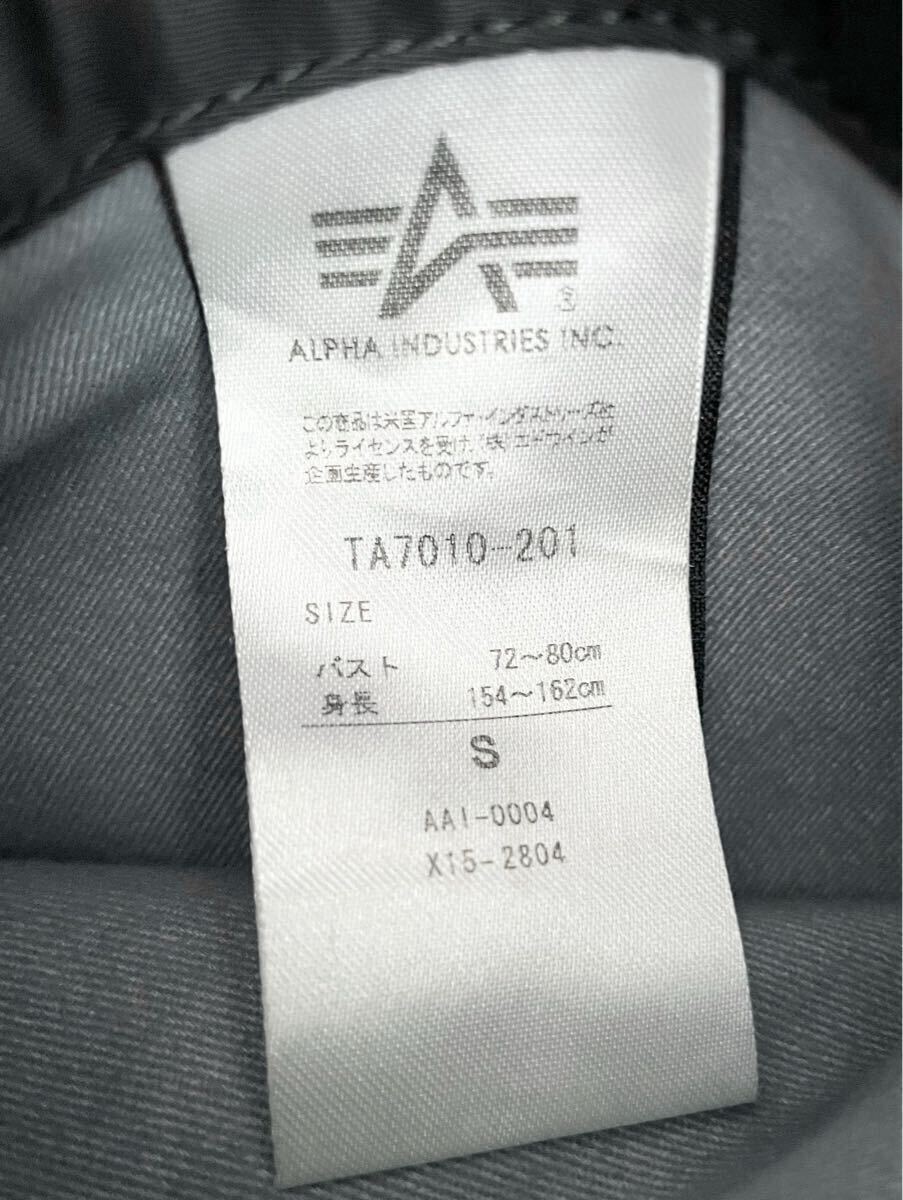 ®
ALPHA INDUSTRIES INC.
この商品は米国アルファ・インダストリーズ社
よりライセンスを受け、(株)エドウインが
企画生産したものです。
TA7010-201
SIZE
バスト 72～80cm
身長 154～162cm
S
AA1-0004
X15-2804